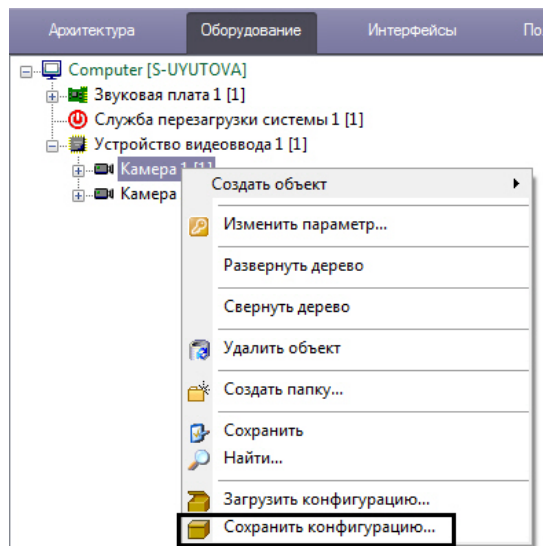 Архитектура Оборудование Интерфейсы
Computer [S-UYUTOVA]
Звуковая плата 1 [1]
Служба перезагрузки системы 1 [1]
Устройство видеоввода 1 [1]
Камера 1 [1]
Камера
Создать объект
Изменить параметр...
Развернуть дерево
Свернуть дерево
Удалить объект
Создать папку...
Сохранить
Найти...
Загрузить конфигурацию...
Сохранить конфигурацию...